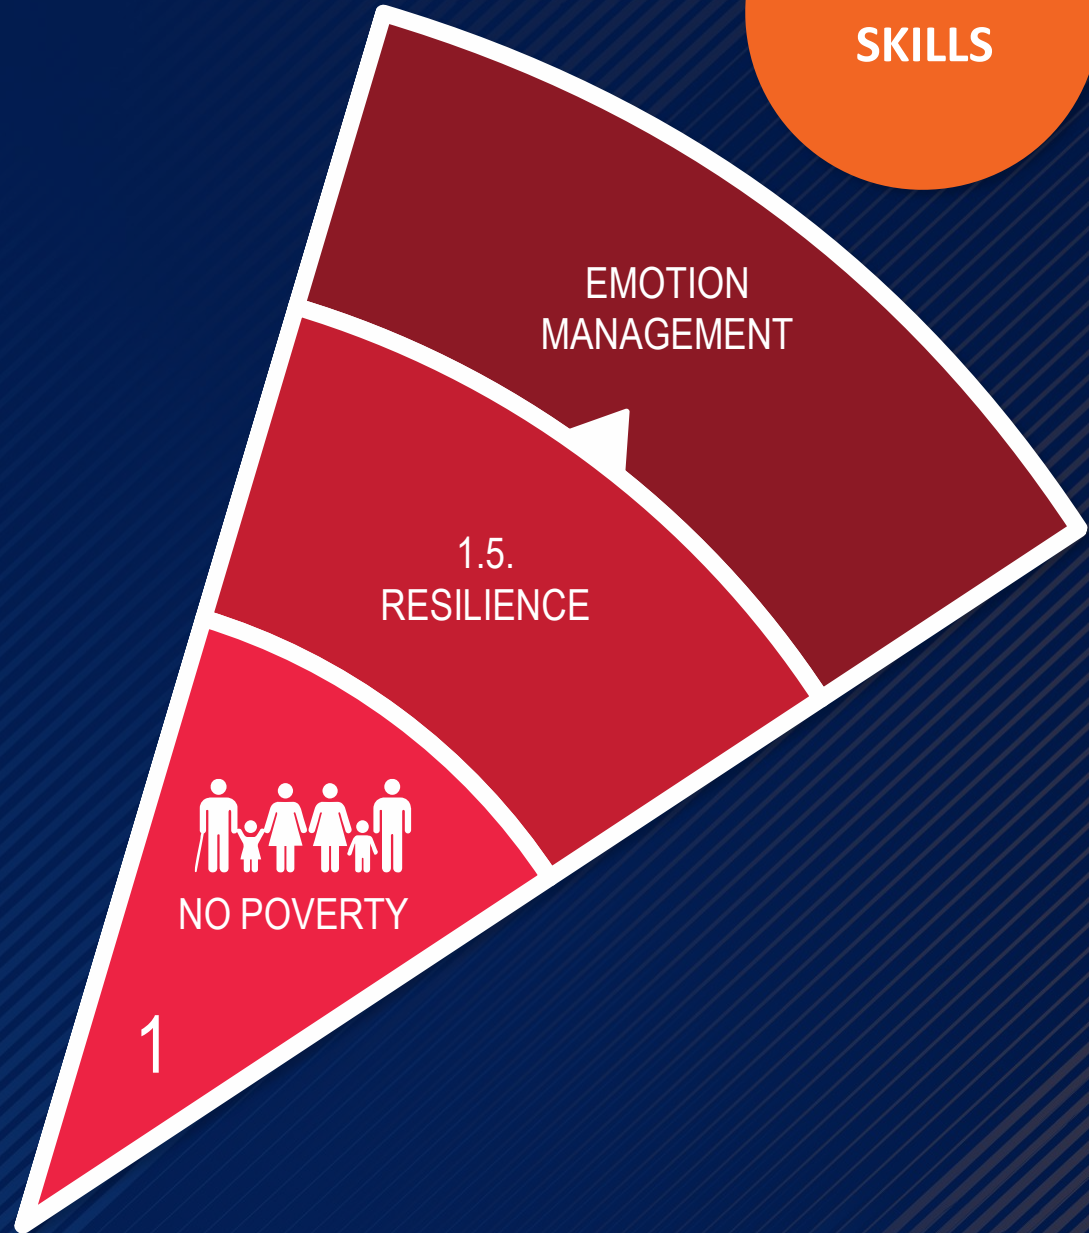 SKILLS
EMOTION
MANAGEMENT
1.5.
RESILIENCE
NO POVERTY
1